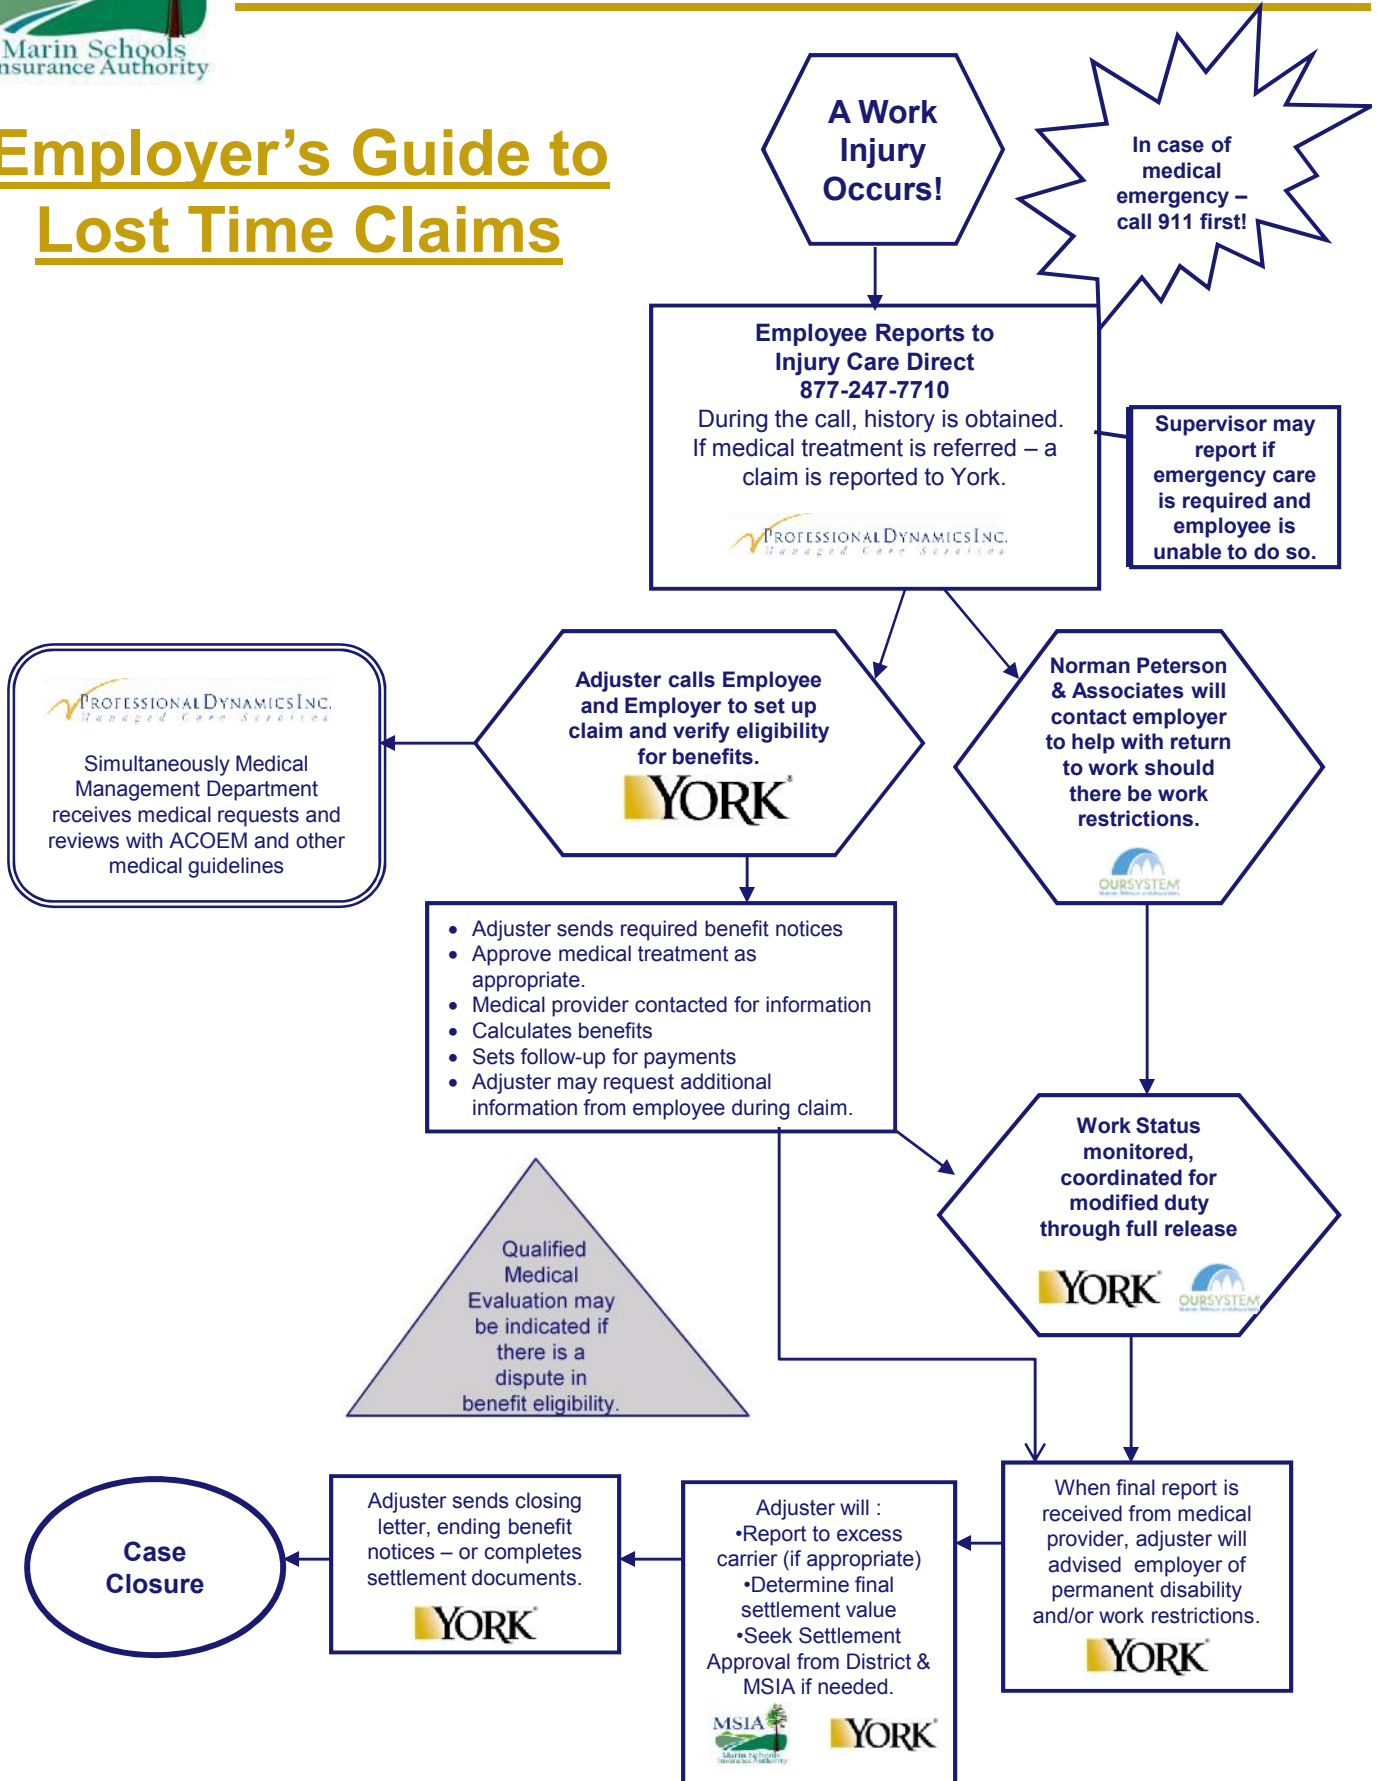 Marin Schools
Insurance Authority
Employer's Guide to
Lost Time Claims
A Work
Injury
Occurs!
In case of
medical
emergency –
call 911 first!
Employee Reports to
Injury Care Direct
877-247-7710
During the call, history is obtained.
If medical treatment is referred – a
claim is reported to York.
PROFESSIONAL DYNAMICS INC.
Managed Care Services
Supervisor may
report if
emergency care
is required and
employee is
unable to do so.
PROFESSIONAL DYNAMICS INC.
Managed Care Services
Simultaneously Medical
Management Department
receives medical requests and
reviews with ACOEM and other
medical guidelines
Adjuster calls Employee
and Employer to set up
claim and verify eligibility
for benefits.
YORK®
Norman Peterson
& Associates will
contact employer
to help with return
to work should
there be work
restrictions.
OURSYSTEM
• Adjuster sends required benefit notices
• Approve medical treatment as
appropriate.
• Medical provider contacted for information
• Calculates benefits
• Sets follow-up for payments
• Adjuster may request additional
information from employee during claim.
Work Status
monitored,
coordinated for
modified duty
through full release
YORK
OURSYSTEM
Qualified
Medical
Evaluation may
be indicated if
there is a
dispute in
benefit eligibility.
Case
Closure
Adjuster sends closing
letter, ending benefit
notices – or completes
settlement documents.
YORK
Adjuster will :
•Report to excess
carrier (if appropriate)
•Determine final
settlement value
•Seek Settlement
Approval from District &
MSIA if needed.
MSIA
Marin Schools
Insurance Authority
YORK
When final report is
received from medical
provider, adjuster will
advised employer of
permanent disability
and/or work restrictions.
YORK